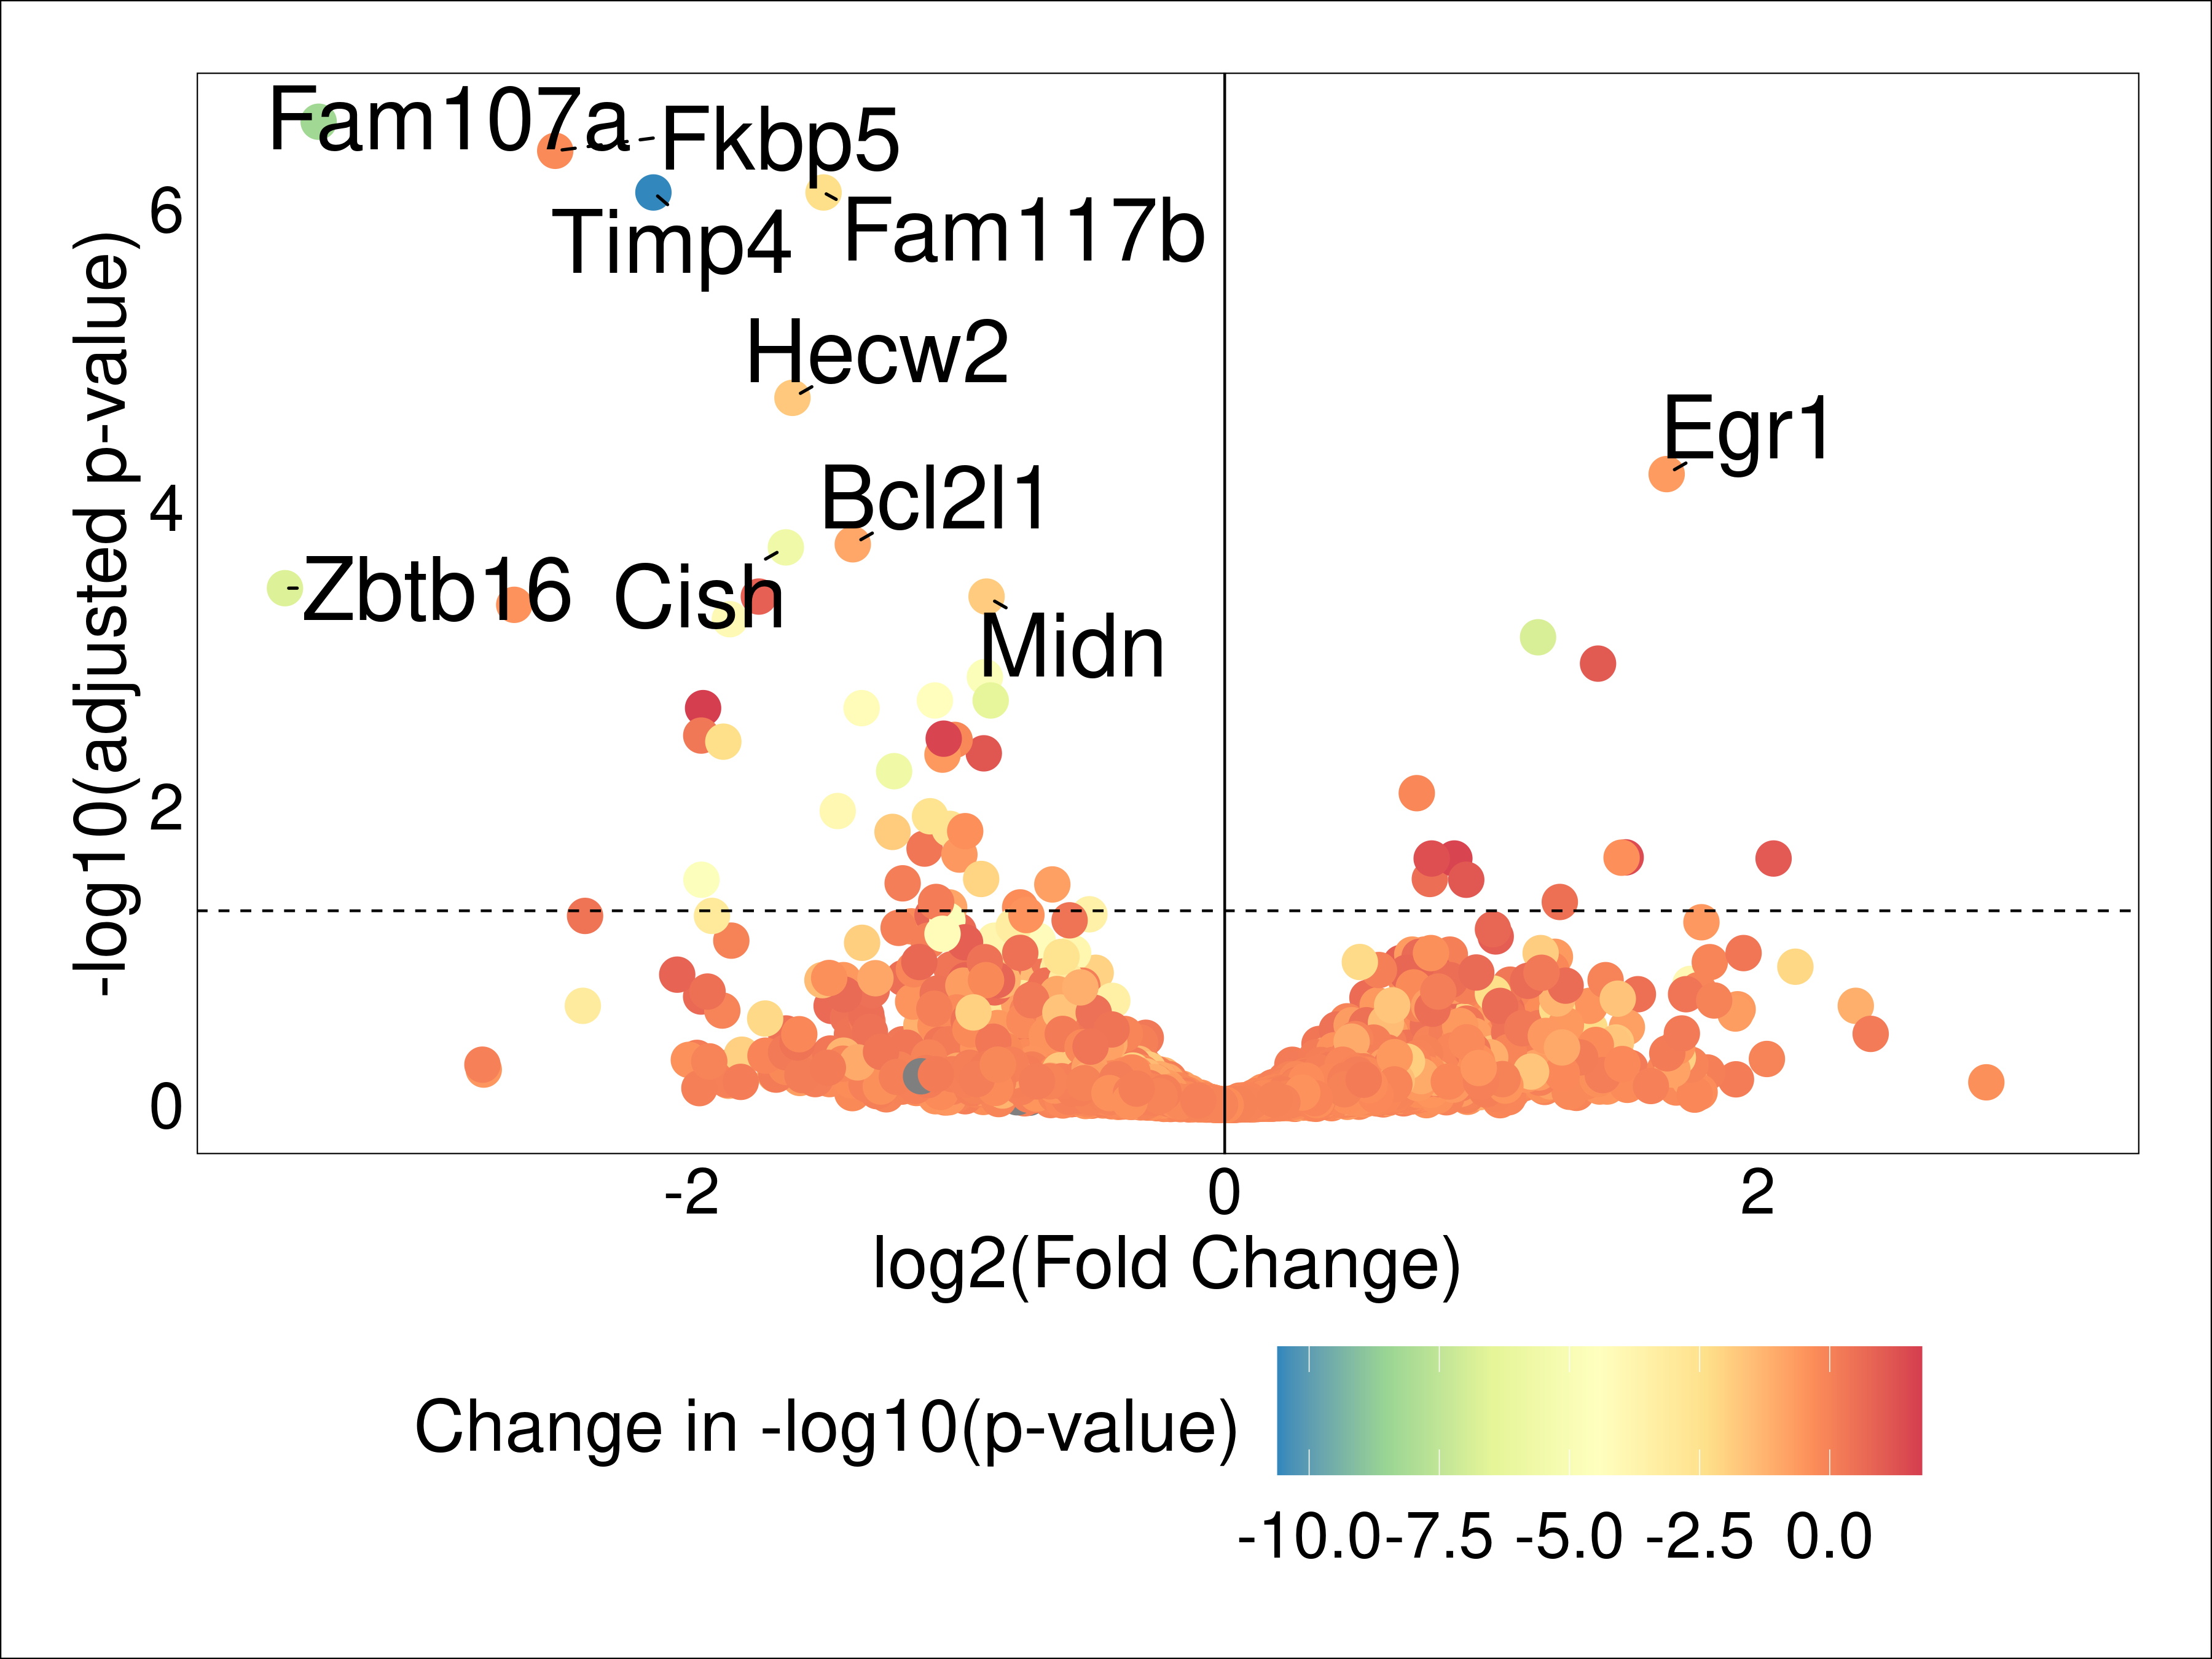 Fam107a
Fkbp5
Timp4
Fam117b
Hecw2
Egr1
Bcl2l1
Zbtb16
Cish
Midn
-log10(adjusted p-value)
6
4
2
0
-2
0
2
log2(Fold Change)
Change in -log10(p-value)
-10.0
-7.5
-5.0
-2.5
0.0